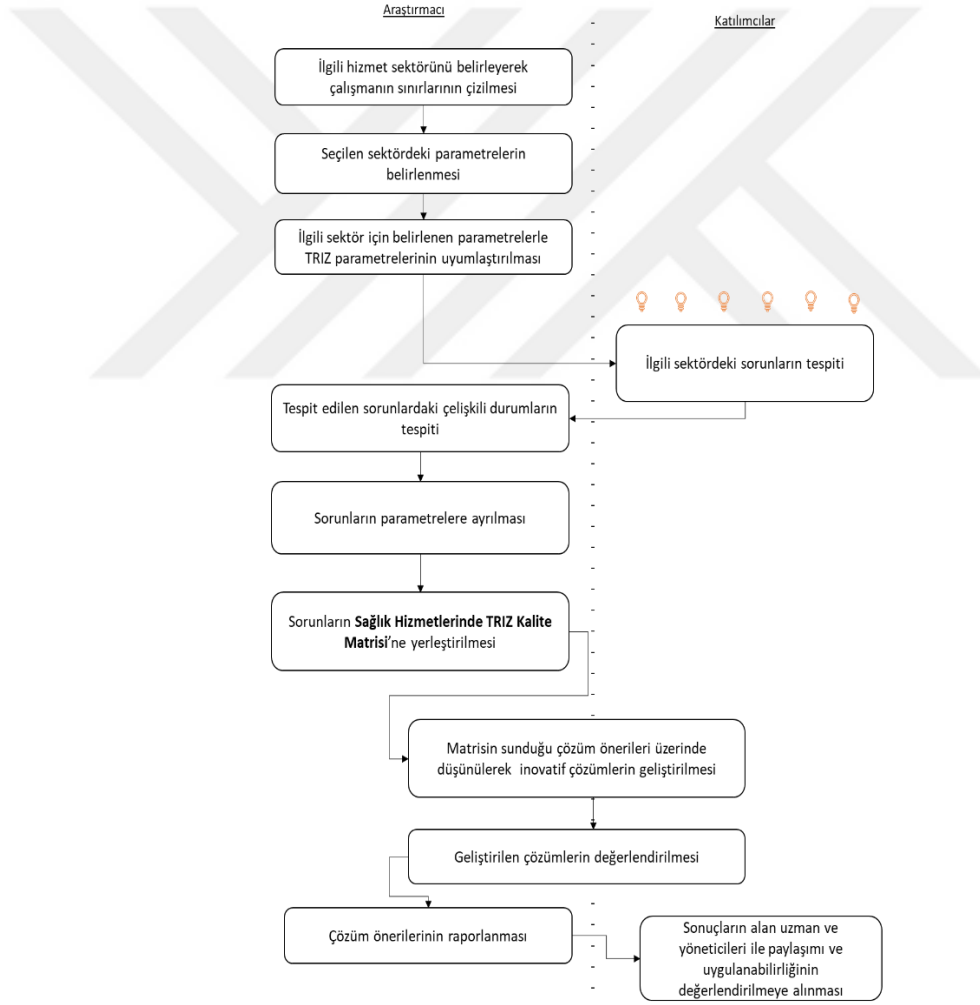 Araştırmacı
Katılımcılar
İlgili hizmet sektörünü belirleyerek
çalışmanın sınırlarının çizilmesi
Seçilen sektördeki parametrelerin
belirlenmesi
İlgili sektör için belirlenen parametrelerle
TRIZ parametrelerinin uyumlaştırılması
İlgili sektördeki sorunların tespiti
Tespit edilen sorunlardaki çelişkili durumların
tespiti
Sorunların parametrelere ayrılması
Sorunların Sağlık Hizmetlerinde TRIZ Kalite
Matrisi'ne yerleştirilmesi
Matrisin sunduğu çözüm önerileri üzerinde
düşünülerek inovatif çözümlerin geliştirilmesi
Geliştirilen çözümlerin değerlendirilmesi
Çözüm önerilerinin raporlanması
Sonuçların alan uzman ve
yöneticileri ile paylaşımı ve
uygulanabilirliğinin
değerlendirilmeye alınması